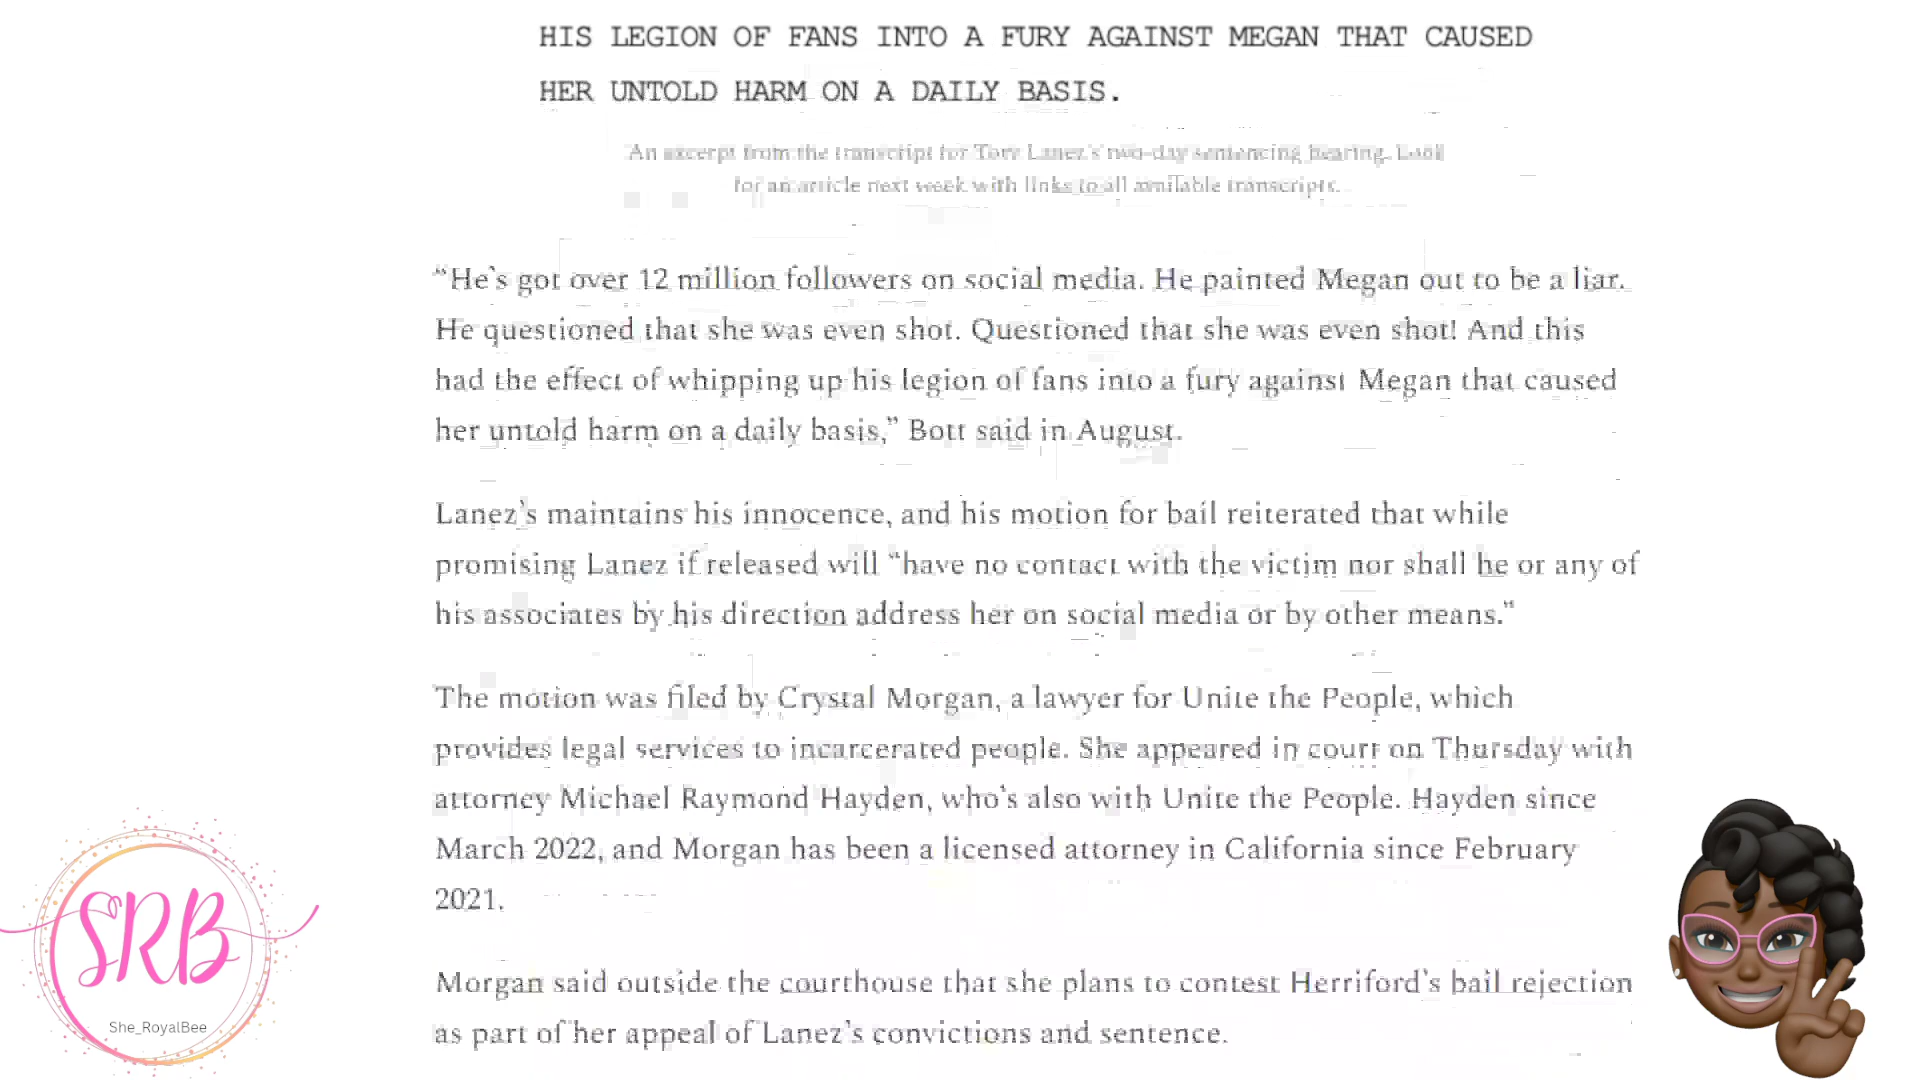 HIS LEGION OF FANS INTO A FURY AGAINST MEGAN THAT CAUSED
HER UNTOLD HARM ON A DAILY BASIS.
An excerpt from the transcript for Tory Lanez's two-day sentencing hearing. Look
for an article next week with links to all available transcripts.
“He's got over 12 million followers on social media. He painted Megan out to be a liar.
He questioned that she was even shot. Questioned that she was even shot! And this
had the effect of whipping up his legion of fans into a fury against Megan that caused
her untold harm on a daily basis,” Bott said in August.
Lanez's maintains his innocence, and his motion for bail reiterated that while
promising Lanez if released will “have no contact with the victim nor shall he or any of
his associates by his direction address her on social media or by other means.”
The motion was filed by Crystal Morgan, a lawyer for Unite the People, which
provides legal services to incarcerated people. She appeared in court on Thursday with
attorney Michael Raymond Hayden, who's also with Unite the People. Hayden since
March 2022, and Morgan has been a licensed attorney in California since February
2021.
Morgan said outside the courthouse that she plans to contest Herriford's bail rejection
as part of her appeal of Lanez's convictions and sentence.
SRB
She_RoyalBee